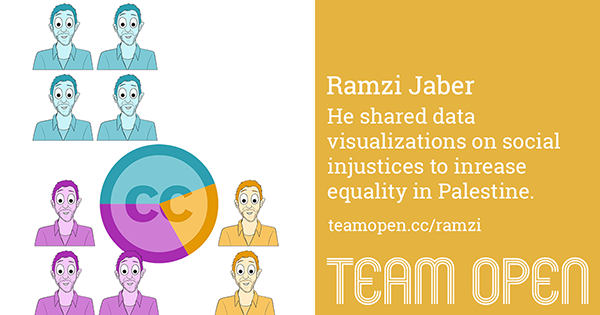 CC
Ramzi Jaber
He shared data
visualizations on social
injustices to inrease
equality in Palestine.
teamopen.cc/ramzi
TEAM OPEN